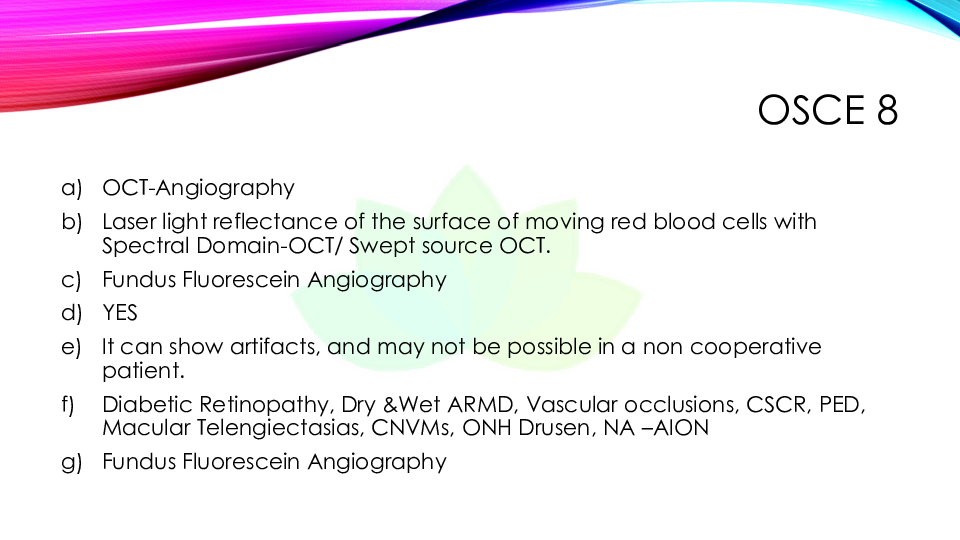 OSCE 8
a) OCT-Angiography
b) Laser light reflectance of the surface of moving red blood cells with
Spectral Domain-OCT/ Swept source OCT.
c) Fundus Fluorescein Angiography
d) YES
e) It can show artifacts, and may not be possible in a non cooperative
patient.
f) Diabetic Retinopathy, Dry &Wet ARMD, Vascular occlusions, CSCR, PED,
Macular Telengiectasias, CNVMs, ONH Drusen, NA –AION
g) Fundus Fluorescein Angiography